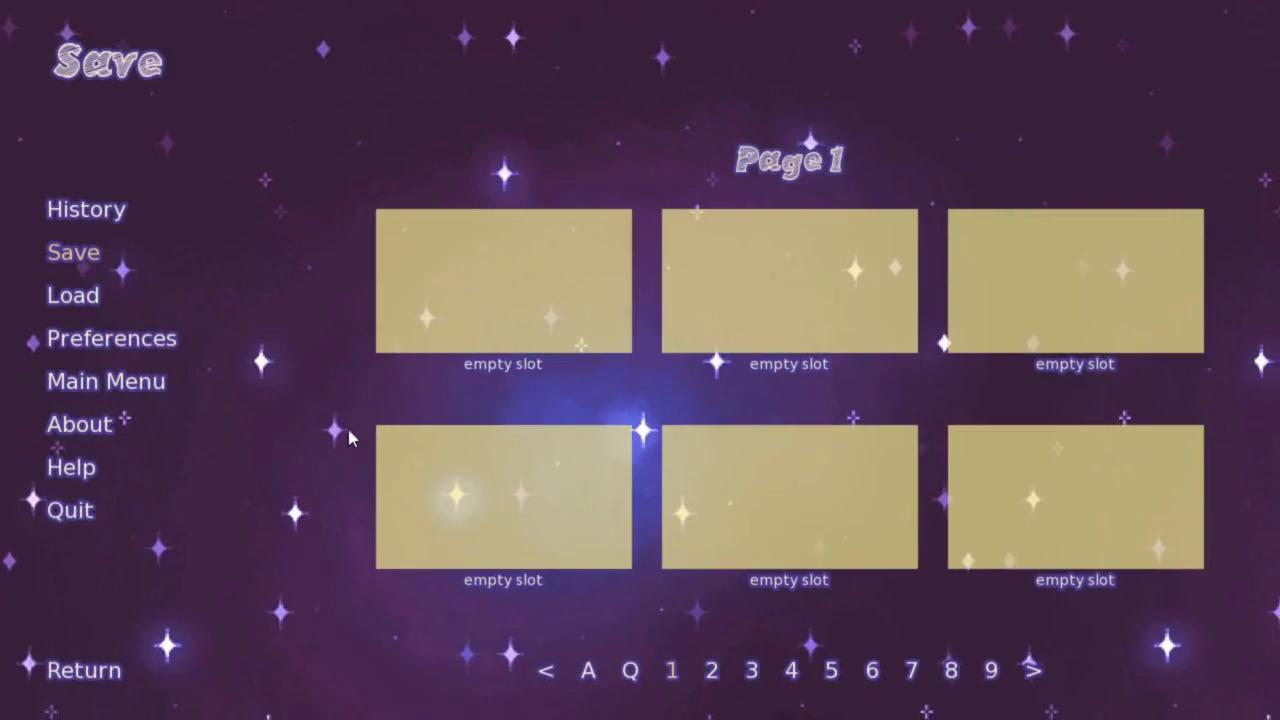 Save
Page 1
History
Save
Load
Preferences
Main Menu
About
Help
Quit
empty slot empty slot empty slot
empty slot empty slot empty slot
Return
< A Q 1 2 3 4 5 6 7 8 9 >